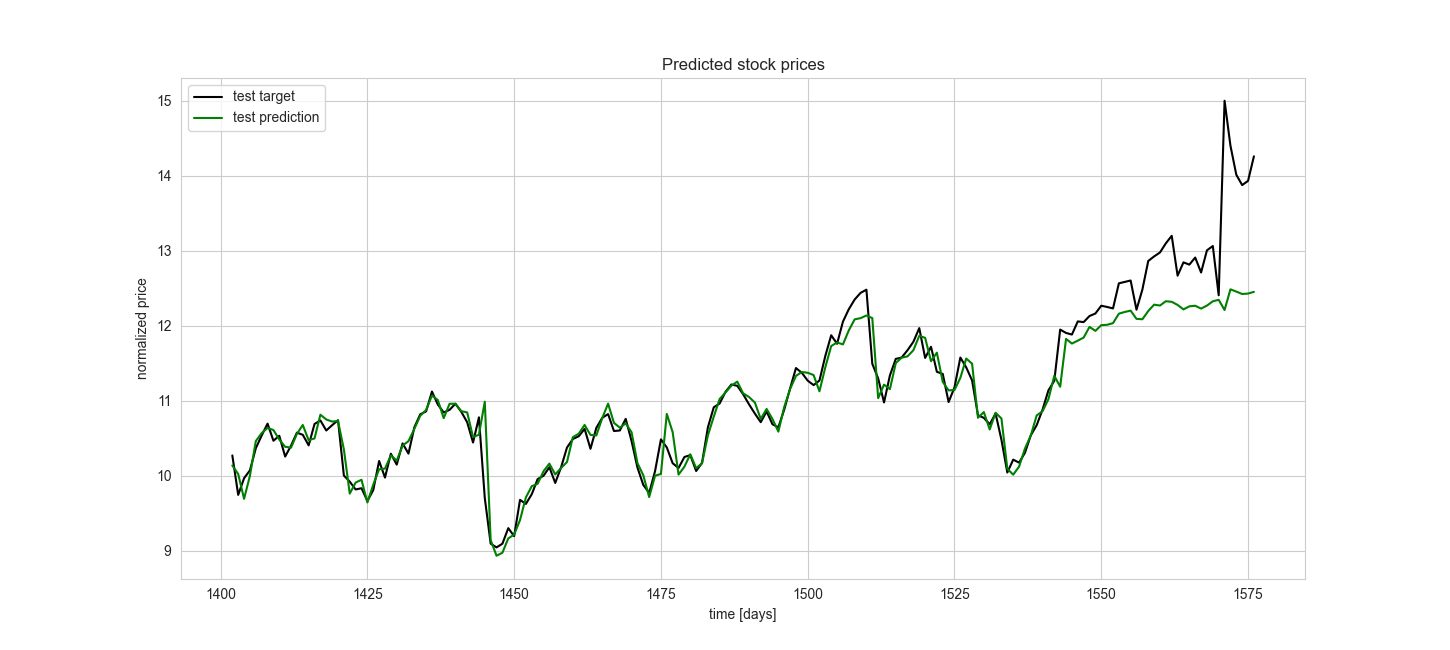 Predicted stock prices
test target
test prediction
15
14
13
12
11
10
9
normalized price
1400 1425 1450 1475 1500 1525 1550 1575
time [days]